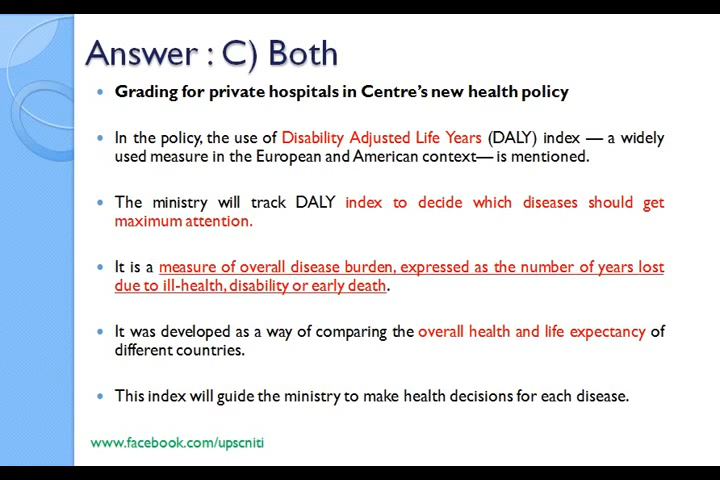 Answer : C) Both
• Grading for private hospitals in Centre's new health policy
• In the policy, the use of Disability Adjusted Life Years (DALY) index — a widely
used measure in the European and American context— is mentioned.
• The ministry will track DALY index to decide which diseases should get
maximum attention.
• It is a measure of overall disease burden, expressed as the number of years lost
due to ill-health, disability or early death.
• It was developed as a way of comparing the overall health and life expectancy of
different countries.
• This index will guide the ministry to make health decisions for each disease.
www.facebook.com/upscniti